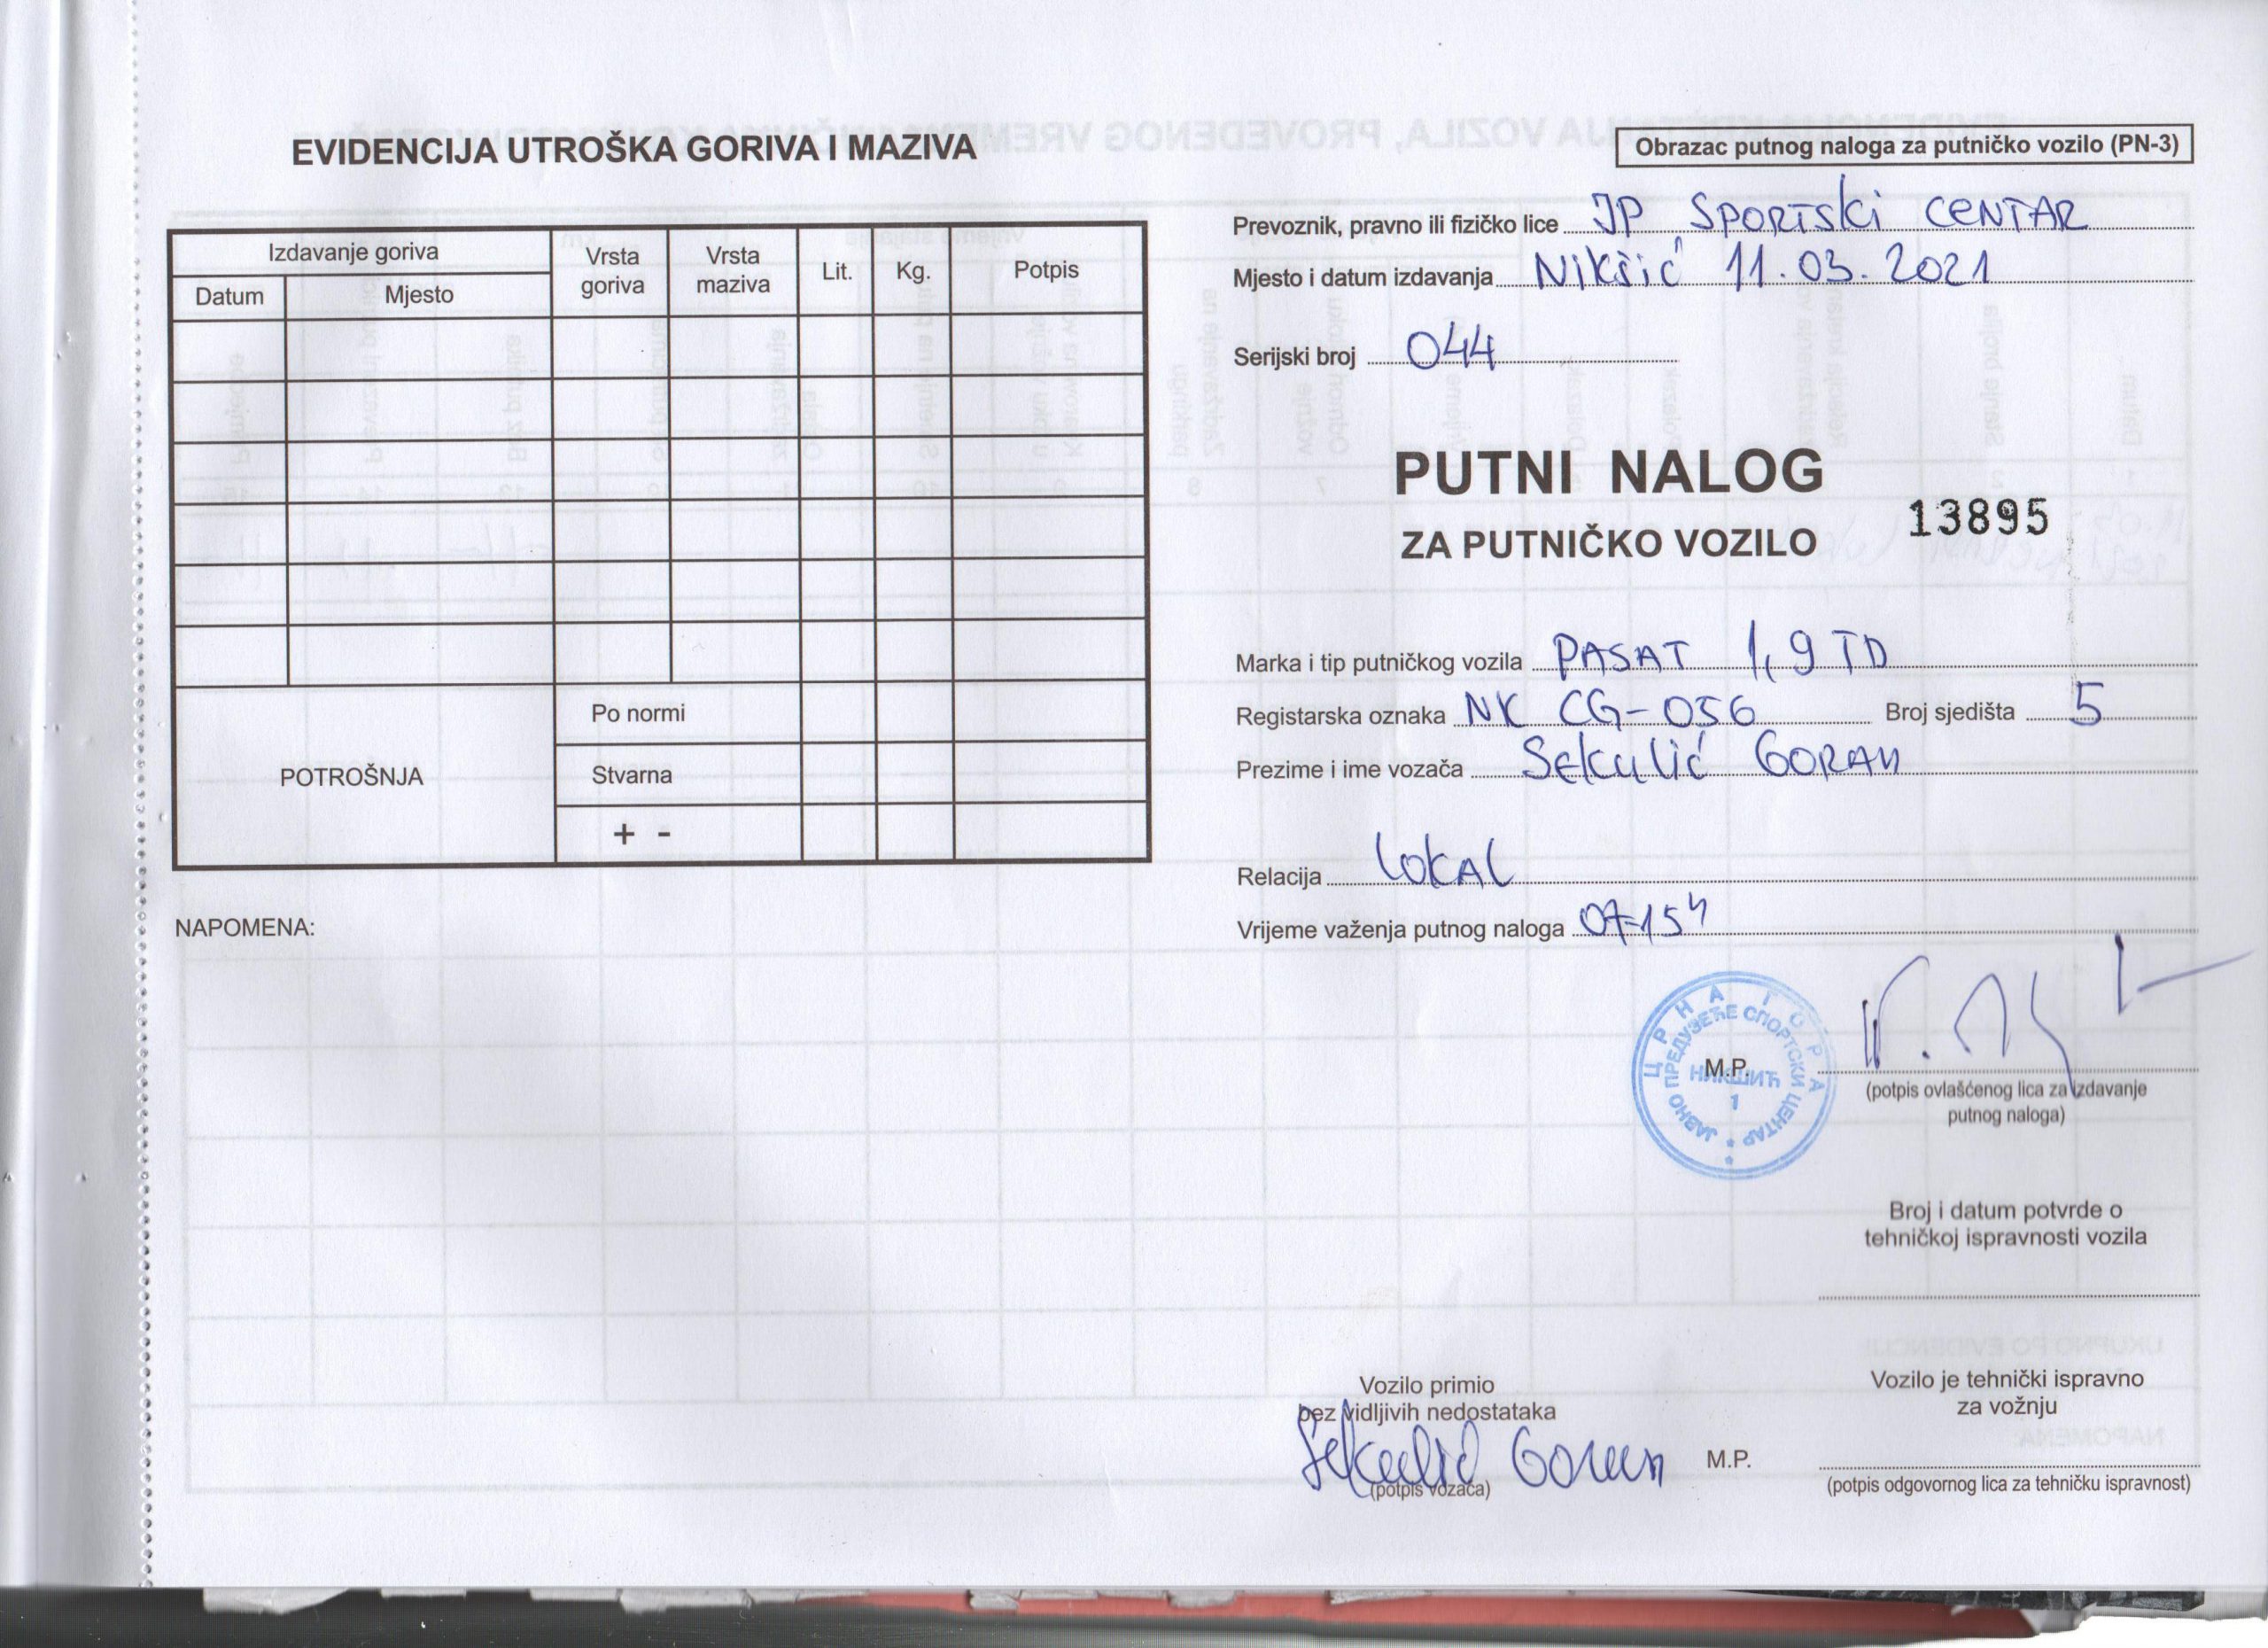 EVIDENCIJA UTROŠKA GORIVA I MAZIVA
Izdavanje goriva
Datum
Mjesto
Vrsta goriva
Vrsta maziva
Lit.
Kg.
Potpis
POTROŠNJA
Po normi
Stvarna
+ -
NAPOMENA:
Obrazac putnog naloga za putničko vozilo (PN-3)
Prevoznik, pravno ili fizičko lice JP SPORTSki CENTAR
Mjesto i datum izdavanja Nikšić 11.03.2021
Serijski broj 044
PUTNI NALOG
ZA PUTNIČKO VOZILO
13895
Marka i tip putničkog vozila PASAT 1,9 TD
Registarska oznaka NK CG-056 Broj sjedišta 5
Prezime i ime vozača Sekulić GORAN
Relacija LOKAL
Vrijeme važenja putnog naloga 07-15h
ЦРНА ГОРА
ЈАВНО ПРЕДУЗЕЋЕ СПОРТСКИ ЦЕНТАР
НИКШИЋ
1
M.P.
(potpis ovlašćenog lica za izdavanje
putnog naloga)
Broj i datum potvrde o
tehničkoj ispravnosti vozila
Vozilo primio
bez vidljivih nedostataka
Sekulić Goran
(potpis vozača)
M.P.
Vozilo je tehnički ispravno
za vožnju
(potpis odgovornog lica za tehničku ispravnost)